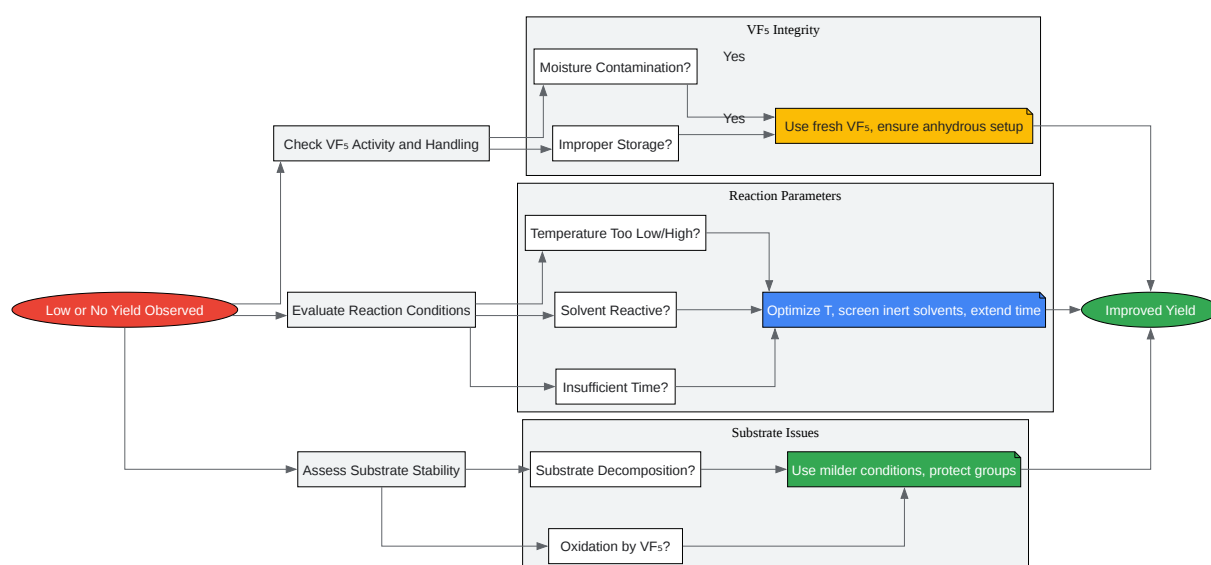 VF₅ Integrity
Moisture Contamination?
Yes
Yes
Use fresh VF₅, ensure anhydrous setup
Check VF₅ Activity and Handling
Improper Storage?
Reaction Parameters
Temperature Too Low/High?
Low or No Yield Observed
Evaluate Reaction Conditions
Solvent Reactive?
Optimize T, screen inert solvents, extend time
Improved Yield
Insufficient Time?
Substrate Issues
Assess Substrate Stability
Substrate Decomposition?
Use milder conditions, protect groups
Oxidation by VF₅?